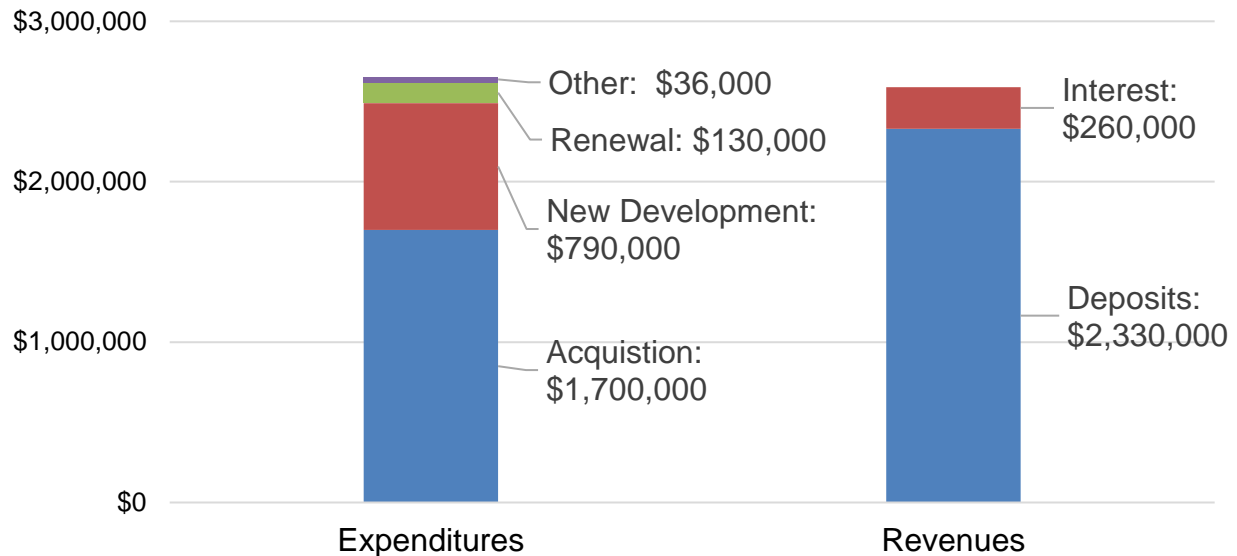 $3,000,000
$2,000,000
$1,000,000
$0
Other:  $36,000
Renewal: $130,000
New Development:
$790,000
Acquistion:
$1,700,000
Interest:
$260,000
Deposits:
$2,330,000
Expenditures
Revenues